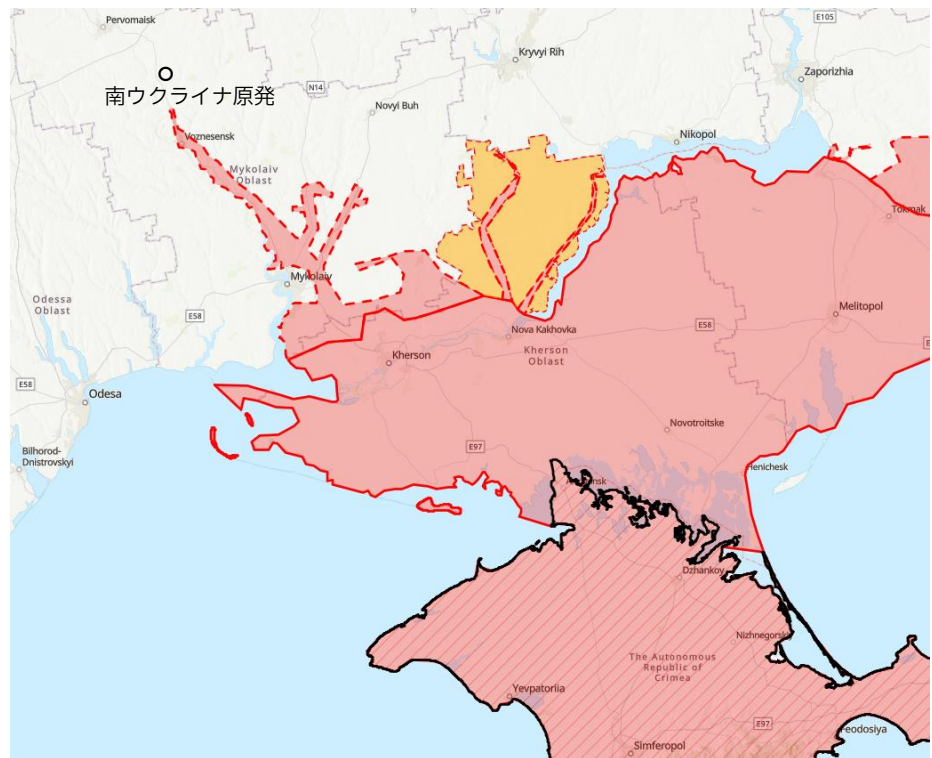 Pervomaisk
E105
Kryvyi Rih
Zaporizhia
N14
南ウクライナ原発
Novyi Buh
Voznesensk
Nikopol
Mykolaiv
Oblast
Tokmak
Mykolaiv
Odessa
Oblast
E58
Melitopol
Nova Kakhovka
E58
Kherson
Kherson
Oblast
E58
Odesa
Novotroitske
E97
Bilhorod-
Dnistrovskyi
Henichesk
Dzhankoy
Nizhnegorskiy
The Autonomous
Republic of
Crimea
Yevpatoriia
E97
Feodosiya
Simferopol